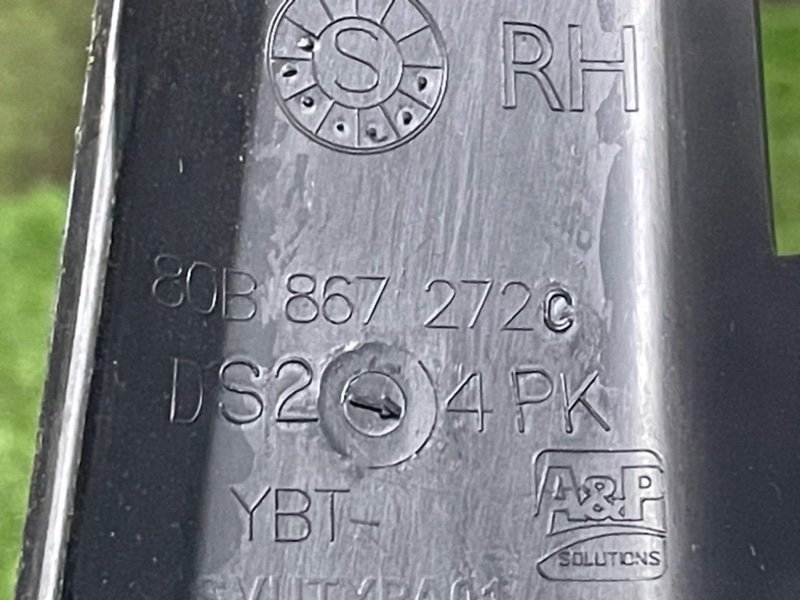 S RH
80B 867 272C
DS2 4 PK
YBT-
A&P
SOLUTIONS